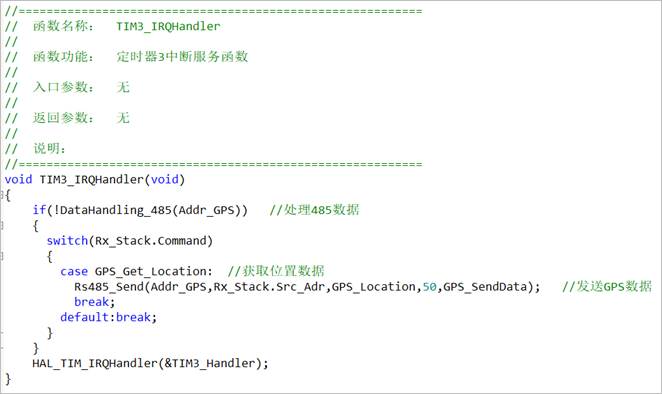 //==========================================================
//  函数名称：  TIM3_IRQHandler
//
//  函数功能：  定时器3中断服务函数
//
//  入口参数：  无
//
//  返回参数：  无
//
//  说明：
//==========================================================
void TIM3_IRQHandler(void)
{
    if(!DataHandling_485(Addr_GPS))   //处理485数据
    {
      switch(Rx_Stack.Command)
      {
        case GPS_Get_Location:  //获取位置数据
          Rs485_Send(Addr_GPS,Rx_Stack.Src_Adr,GPS_Location,50,GPS_SendData);   //发送GPS数据
          break;
        default:break;
      }
    }
    HAL_TIM_IRQHandler(&TIM3_Handler);
}